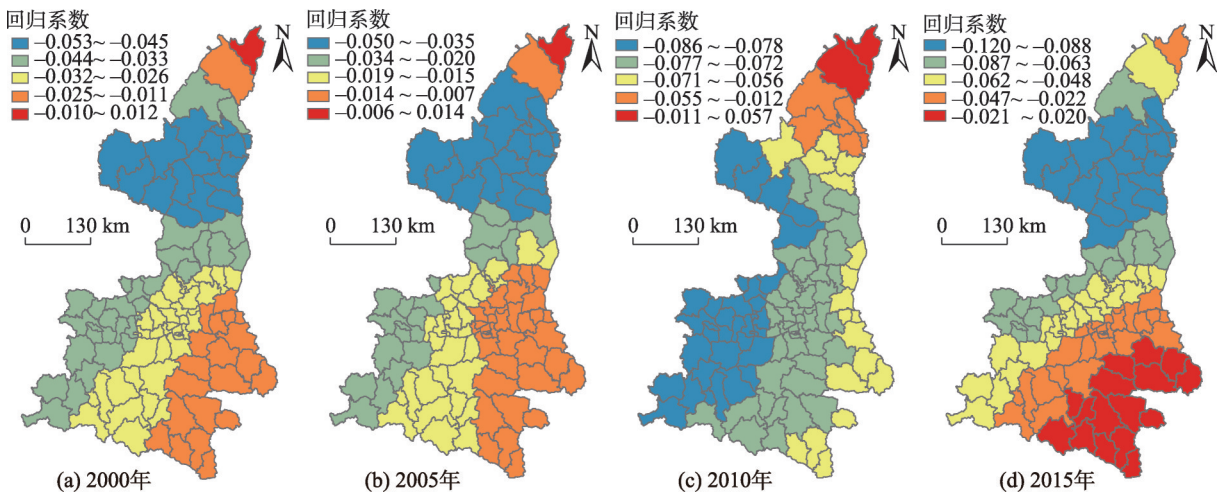 回归系数
−0.053 ~ −0.045
−0.044 ~ −0.033
−0.032 ~ −0.026
−0.025 ~ −0.011
−0.010 ~ 0.012
N
0 130 km
(a) 2000年
回归系数
−0.050 ~ −0.035
−0.034 ~ −0.020
−0.019 ~ −0.015
−0.014 ~ −0.007
−0.006 ~ 0.014
N
0 130 km
(b) 2005年
回归系数
−0.086 ~ −0.078
−0.077 ~ −0.072
−0.071 ~ −0.056
−0.055 ~ −0.012
−0.011 ~ 0.057
N
0 130 km
(c) 2010年
回归系数
−0.120 ~ −0.088
−0.087 ~ −0.063
−0.062 ~ −0.048
−0.047 ~ −0.022
−0.021 ~ 0.020
N
0 130 km
(d) 2015年